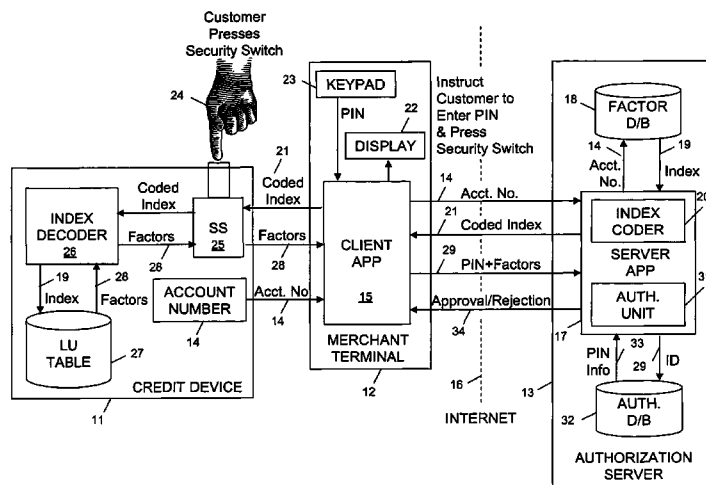 Customer
Presses
Security Switch
24
23
KEYPAD
PIN
22
DISPLAY
Instruct
Customer to
Enter PIN
& Press
Security Switch
18
FACTOR
D/B
14
Acct.
No.
19
Index
21
Coded
Index
Coded
Index
INDEX
DECODER
26
SS
25
Factors
26
Factors
28
CLIENT
APP
15
14
Acct. No.
21
Coded Index
29
PIN+Factors
Approval/Rejection
34
INDEX
CODER
20
SERVER
APP
AUTH.
UNIT
31
17
19
Index
28
Factors
ACCOUNT
NUMBER
14
Acct. No
14
LU
TABLE
27
CREDIT DEVICE
11
MERCHANT
TERMINAL
12
16
INTERNET
13
PIN
Info
33
29
ID
32
AUTH.
D/B
AUTHORIZATION
SERVER